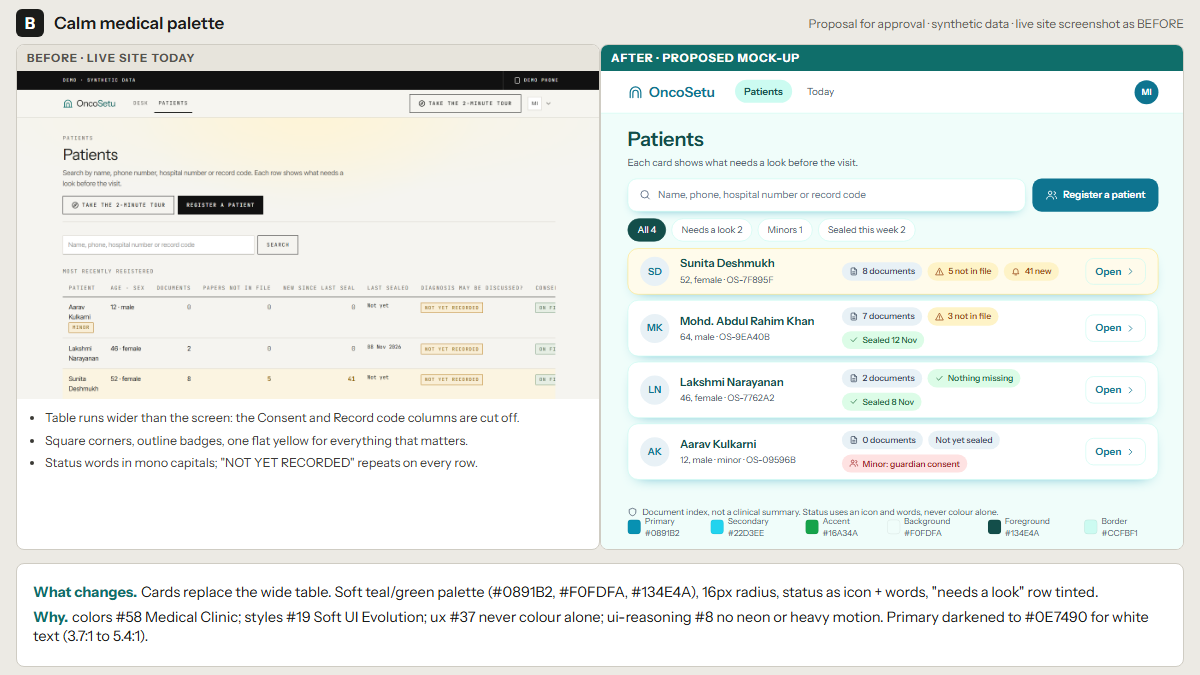 B Calm medical palette
Proposal for approval · synthetic data · live site screenshot as BEFORE
BEFORE · LIVE SITE TODAY
DEMO · SYNTHETIC DATA
DEMO PHONE
OncoSetu
DESK
PATIENTS
TAKE THE 2-MINUTE TOUR
MI
PATIENTS
Patients
Search by name, phone number, hospital number or record code. Each row shows what needs a
look before the visit.
TAKE THE 2-MINUTE TOUR
REGISTER A PATIENT
Name, phone, hospital number or record code
SEARCH
MOST RECENTLY REGISTERED
PATIENT AGE · SEX DOCUMENTS PAPERS NOT IN FILE NEW SINCE LAST SEAL LAST SEALED DIAGNOSIS MAY BE DISCUSSED? CONSE
Aarav 12 · male 0 0 0 Not yet NOT YET RECORDED ON FI
Kulkarni
MINOR
Lakshmi 46 · female 2 0 0 08 Nov 2026 NOT YET RECORDED ON FI
Narayanan
Sunita 52 · female 8 5 41 Not yet NOT YET RECORDED ON FI
Deshmukh
• Table runs wider than the screen: the Consent and Record code columns are cut off.
• Square corners, outline badges, one flat yellow for everything that matters.
• Status words in mono capitals; "NOT YET RECORDED" repeats on every row.
AFTER · PROPOSED MOCK-UP
OncoSetu
Patients
Today
MI
Patients
Each card shows what needs a look before the visit.
Name, phone, hospital number or record code
Register a patient
All 4
Needs a look 2
Minors 1
Sealed this week 2
SD
Sunita Deshmukh
52, female · OS-7F895F
8 documents
5 not in file
41 new
Open
MK
Mohd. Abdul Rahim Khan
64, male · OS-9EA40B
7 documents
3 not in file
Sealed 12 Nov
Open
LN
Lakshmi Narayanan
46, female · OS-7762A2
2 documents
Nothing missing
Sealed 8 Nov
Open
AK
Aarav Kulkarni
12, male · minor · OS-09596B
0 documents
Not yet sealed
Minor: guardian consent
Open
Document index, not a clinical summary. Status uses an icon and words, never colour alone.
Primary
#0891B2
Secondary
#22D3EE
Accent
#16A34A
Background
#F0FDFA
Foreground
#134E4A
Border
#CCFBF1
What changes. Cards replace the wide table. Soft teal/green palette (#0891B2, #F0FDFA, #134E4A), 16px radius, status as icon + words, "needs a look" row tinted.
Why. colors #58 Medical Clinic; styles #19 Soft UI Evolution; ux #37 never colour alone; ui-reasoning #8 no neon or heavy motion. Primary darkened to #0E7490 for white
text (3.7:1 to 5.4:1).